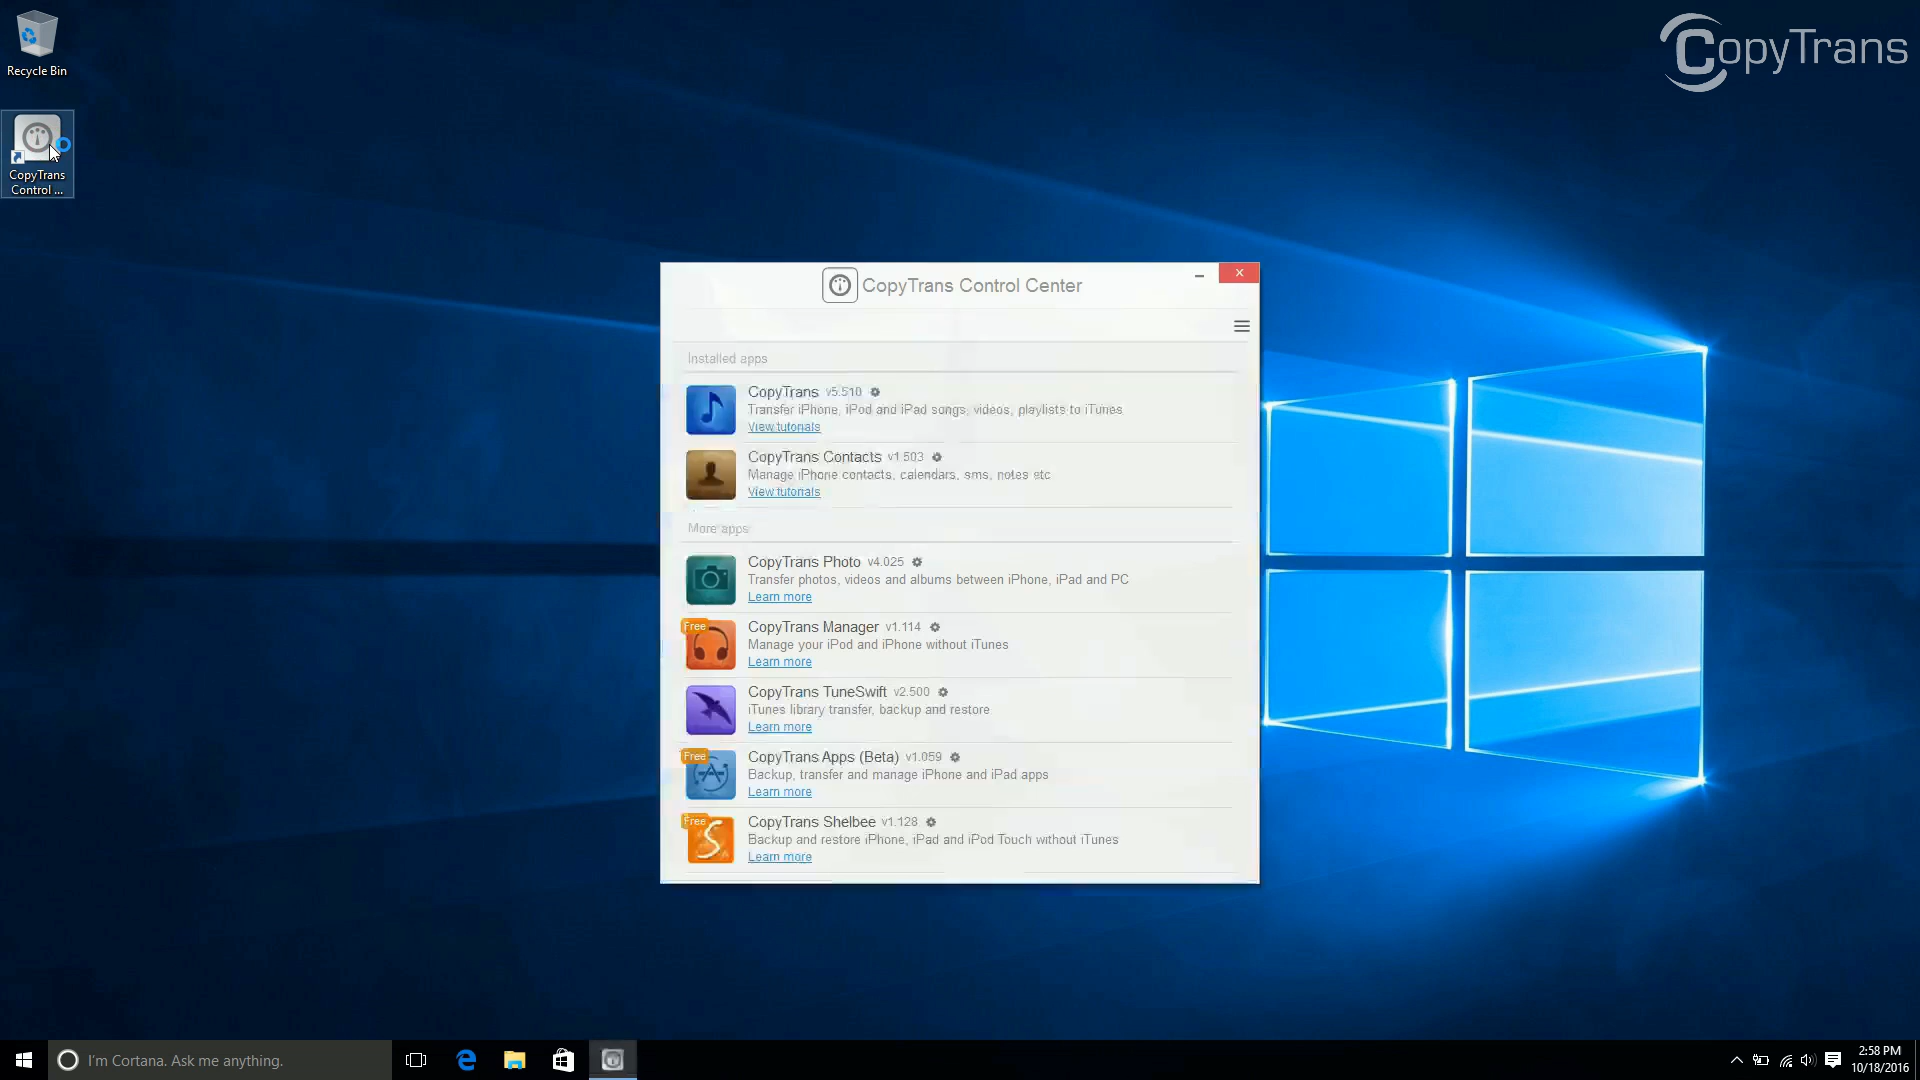 Recycle Bin
CopyTrans
Control ...
CopyTrans
CopyTrans Control Center
Installed apps
CopyTrans v5.510
Transfer iPhone, iPod and iPad songs, videos, playlists to iTunes
View tutorials
CopyTrans Contacts v1.503
Manage iPhone contacts, calendars, sms, notes etc
View tutorials
More apps
CopyTrans Photo v4.025
Transfer photos, videos and albums between iPhone, iPad and PC
Learn more
Free
CopyTrans Manager v1.114
Manage your iPod and iPhone without iTunes
Learn more
CopyTrans TuneSwift v2.500
iTunes library transfer, backup and restore
Learn more
Free
CopyTrans Apps (Beta) v1.059
Backup, transfer and manage iPhone and iPad apps
Learn more
Free
CopyTrans Shelbee v1.128
Backup and restore iPhone, iPad and iPod Touch without iTunes
Learn more
I'm Cortana. Ask me anything.
2:58 PM
10/18/2016